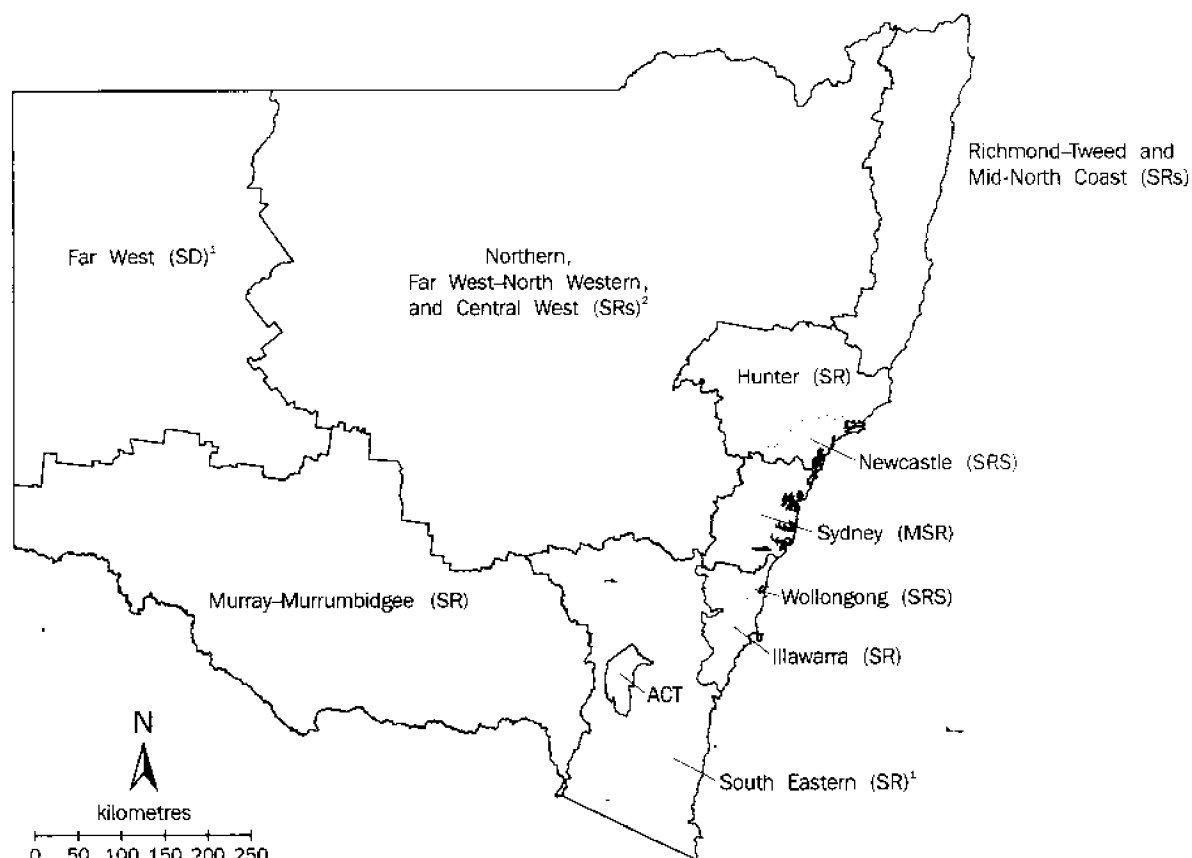 Richmond–Tweed and
Mid-North Coast (SRs)
Far West (SD)¹
Northern,
Far West–North Western,
and Central West (SRs)²
Hunter (SR)
Newcastle (SRS)
Sydney (MSR)
Wollongong (SRS)
Murray–Murrumbidgee (SR)
Illawarra (SR)
ACT
N
South Eastern (SR)¹
kilometres
0 50 100 150 200 250